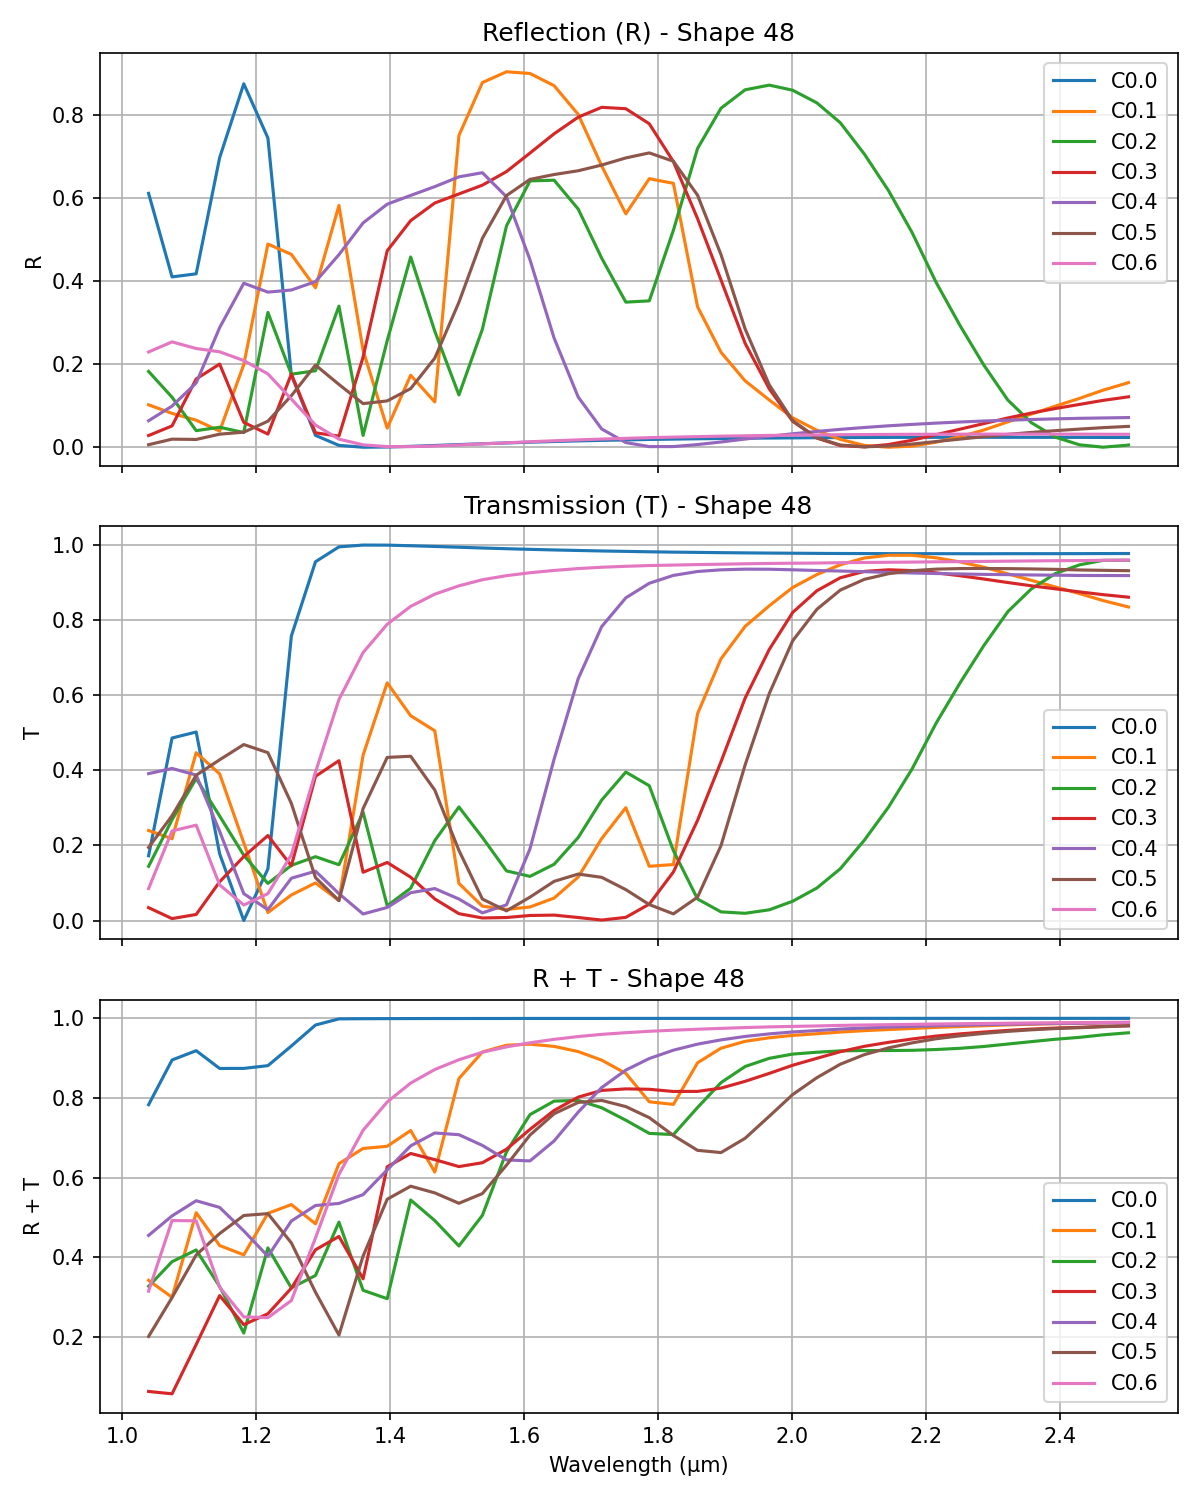 Reflection (R) - Shape 48
0.8
0.6
0.4
0.2
0.0
R
C0.0
C0.1
C0.2
C0.3
C0.4
C0.5
C0.6
Transmission (T) - Shape 48
1.0
0.8
0.6
0.4
0.2
0.0
T
C0.0
C0.1
C0.2
C0.3
C0.4
C0.5
C0.6
R + T - Shape 48
1.0
0.8
0.6
0.4
0.2
R + T
C0.0
C0.1
C0.2
C0.3
C0.4
C0.5
C0.6
1.0 1.2 1.4 1.6 1.8 2.0 2.2 2.4
Wavelength (μm)